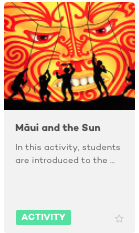 Māui and the Sun
In this activity, students
are introduced to the ...
ACTIVITY